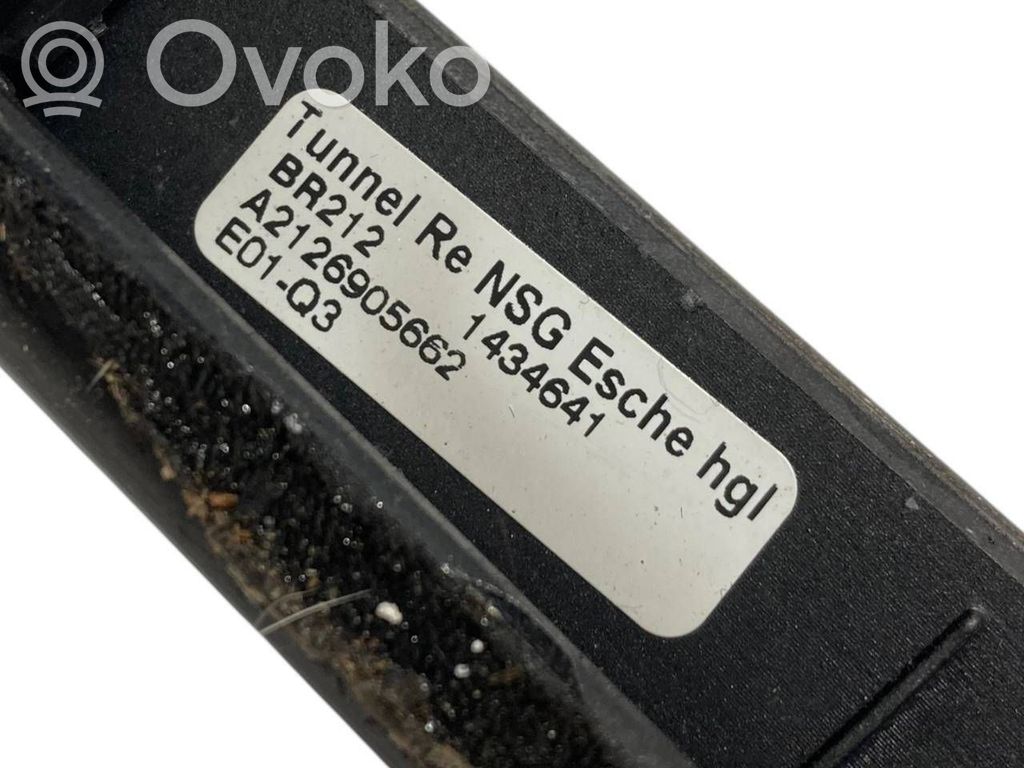 Ovoko
Tunnel Re NSG Esche hgl
BR212 1434641
A2126905662
E01-Q3